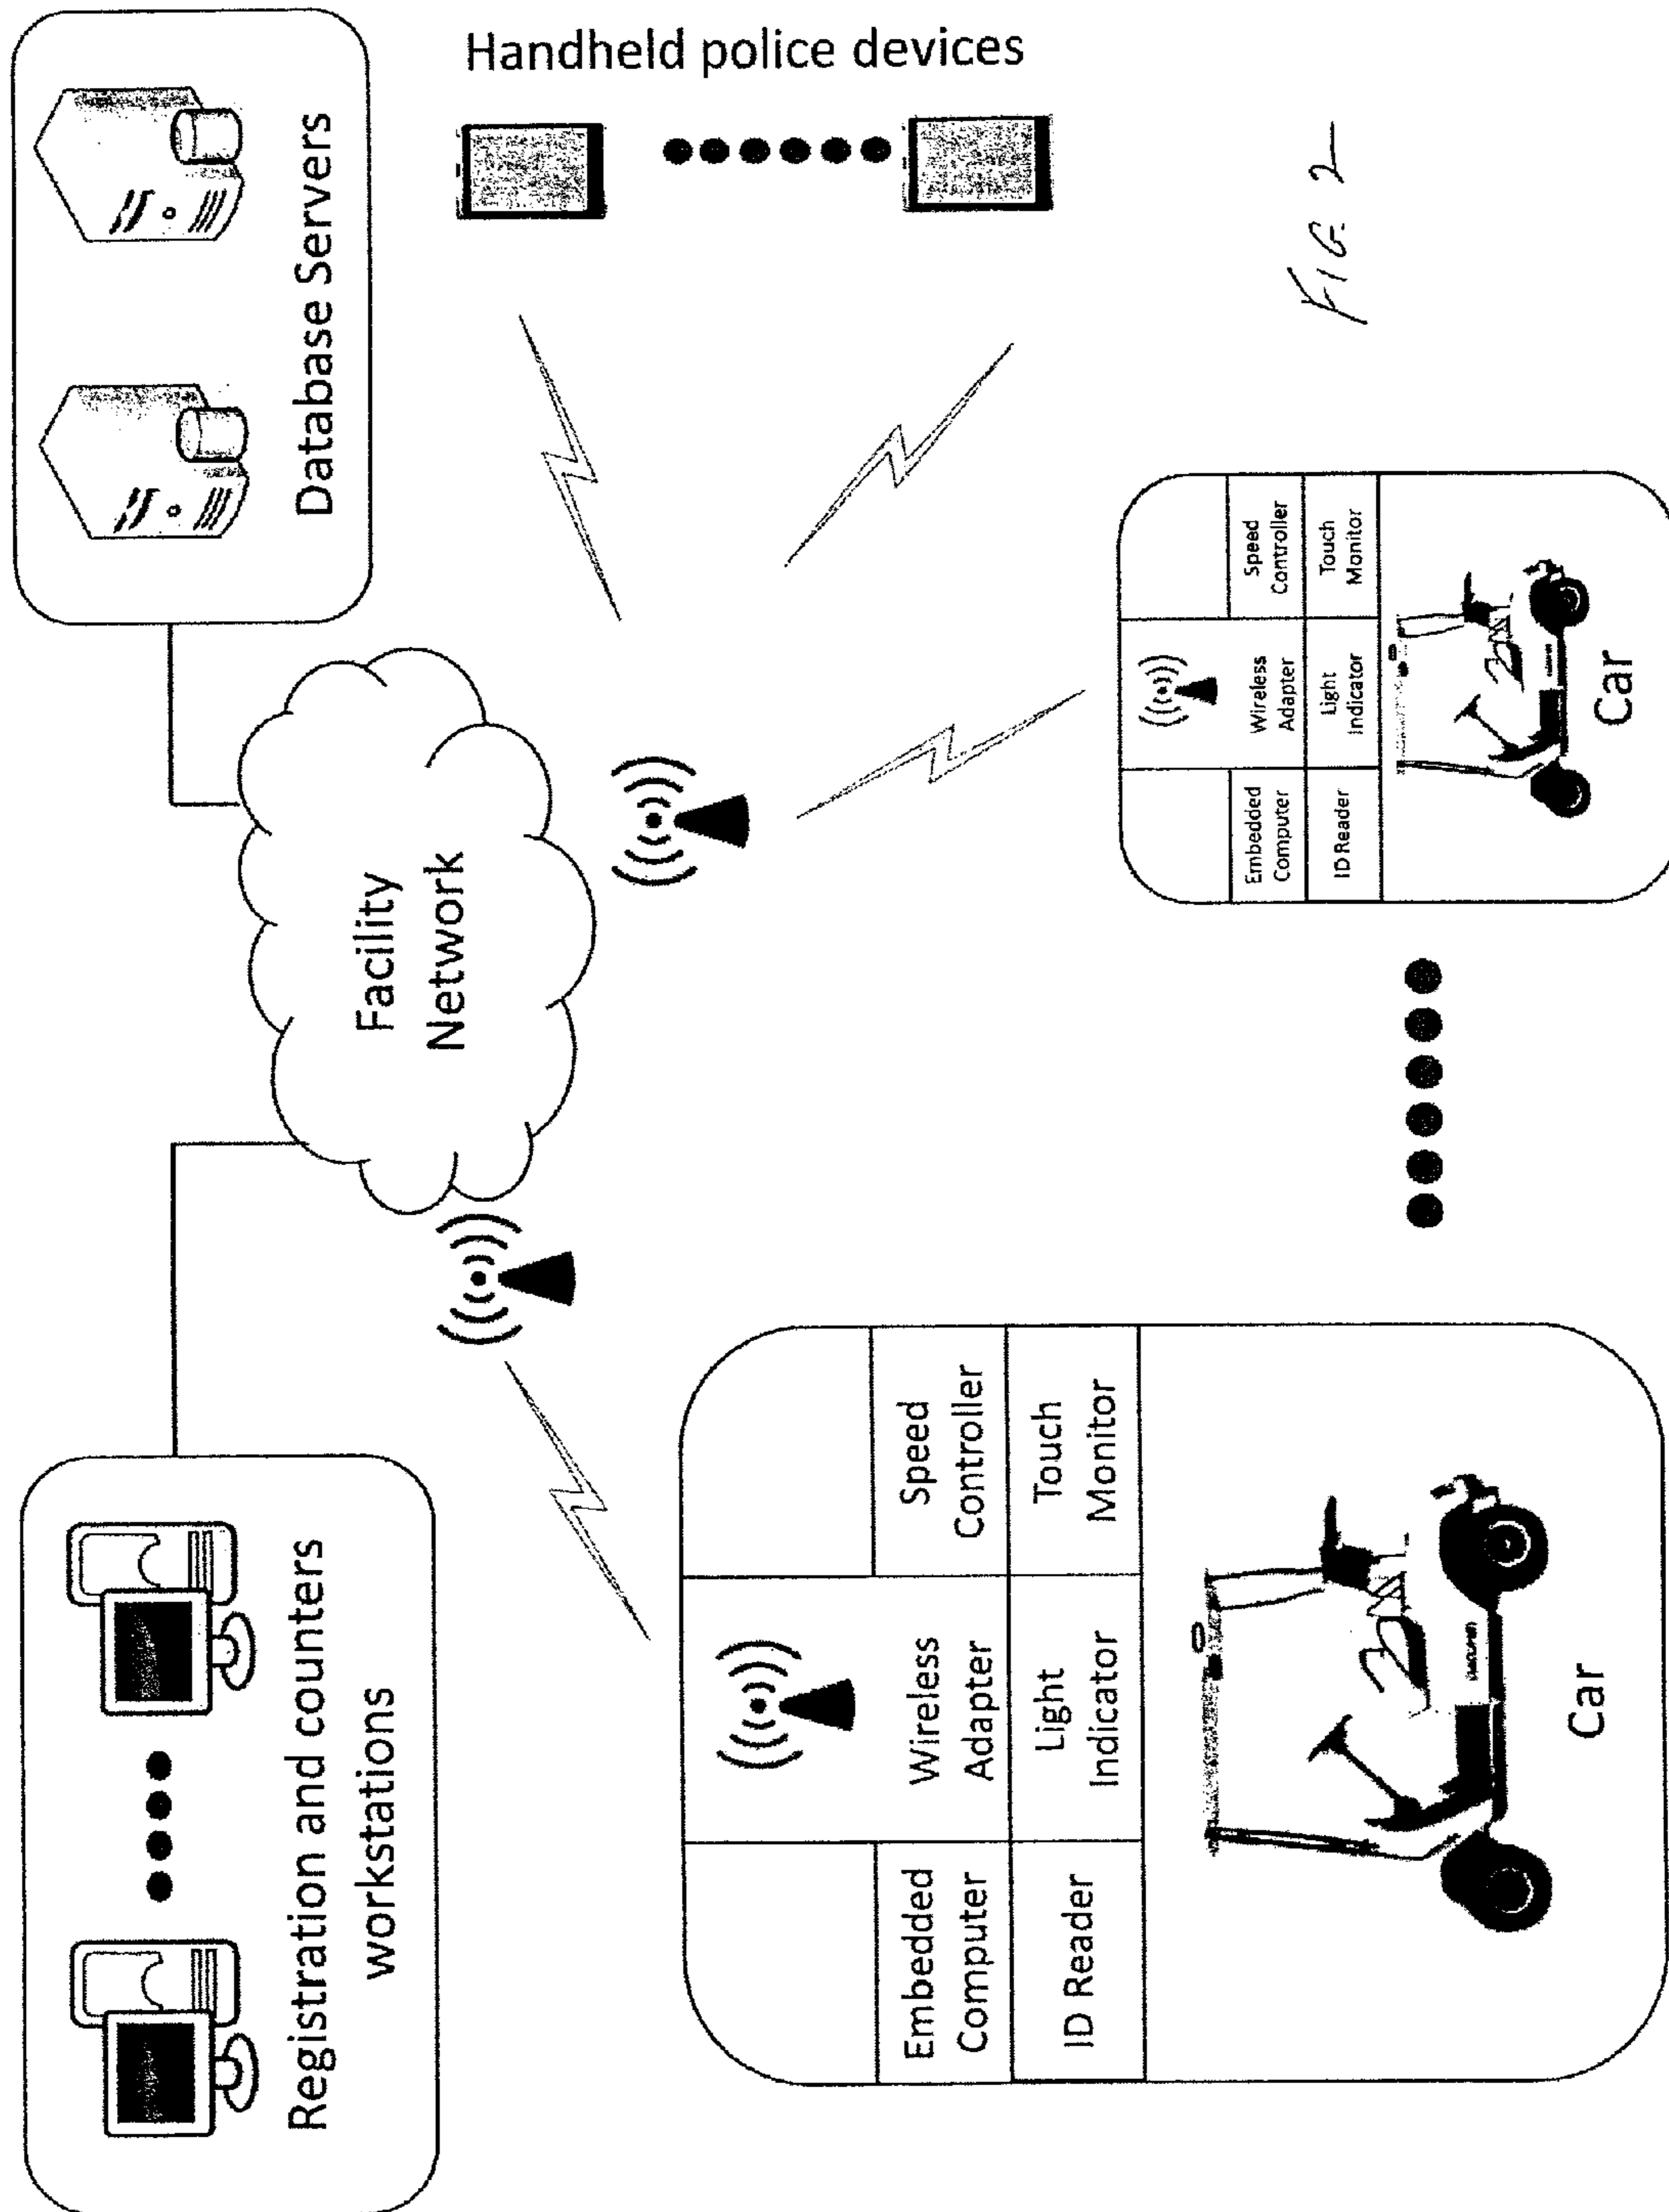 Registration and counters
workstations
Database Servers
Facility
Network
Handheld police devices
Embedded
Computer
Wireless
Adapter
Speed
Controller
ID Reader
Light
Indicator
Touch
Monitor
Car
Embedded
Computer
Wireless
Adapter
Speed
Controller
ID Reader
Light
Indicator
Touch
Monitor
Car
FIG. 2